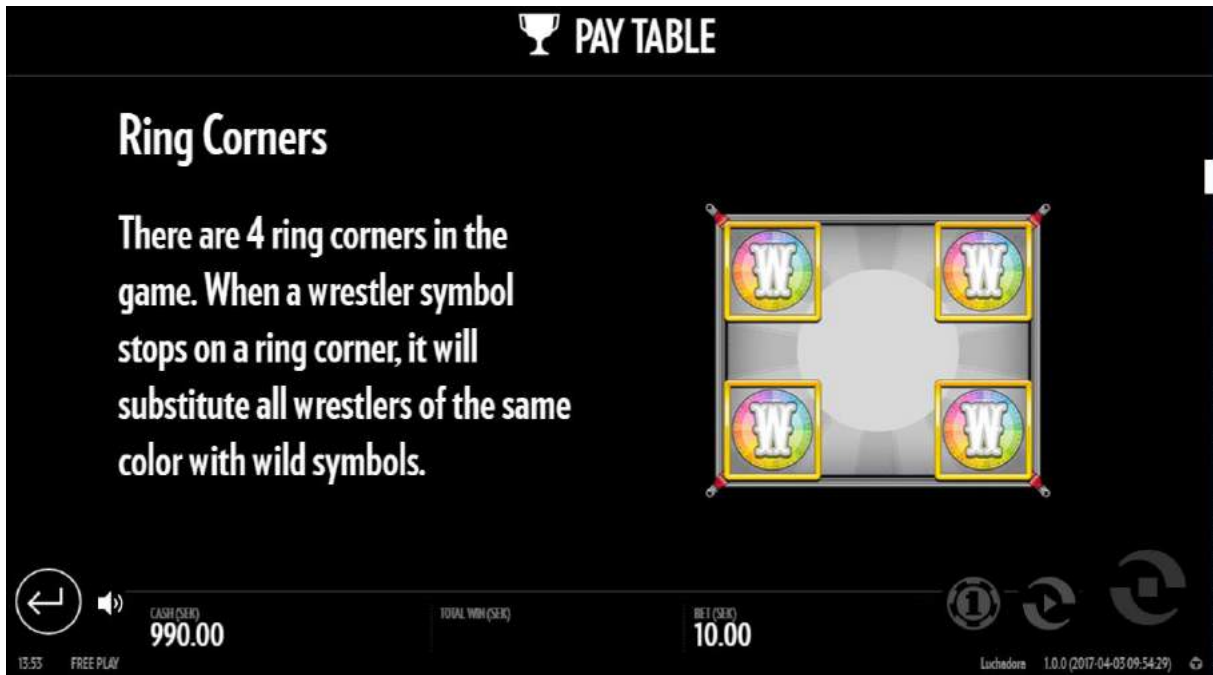 PAY TABLE
Ring Corners
There are 4 ring corners in the
game. When a wrestler symbol
stops on a ring corner, it will
substitute all wrestlers of the same
color with wild symbols.
W W
W W
1
CASH (SEK) TOTAL WIN (SEK) BET (SEK)
990.00 10.00
13:53 FREE PLAY Luchadora 1.0.0 (2017-04-03 09:54:29)